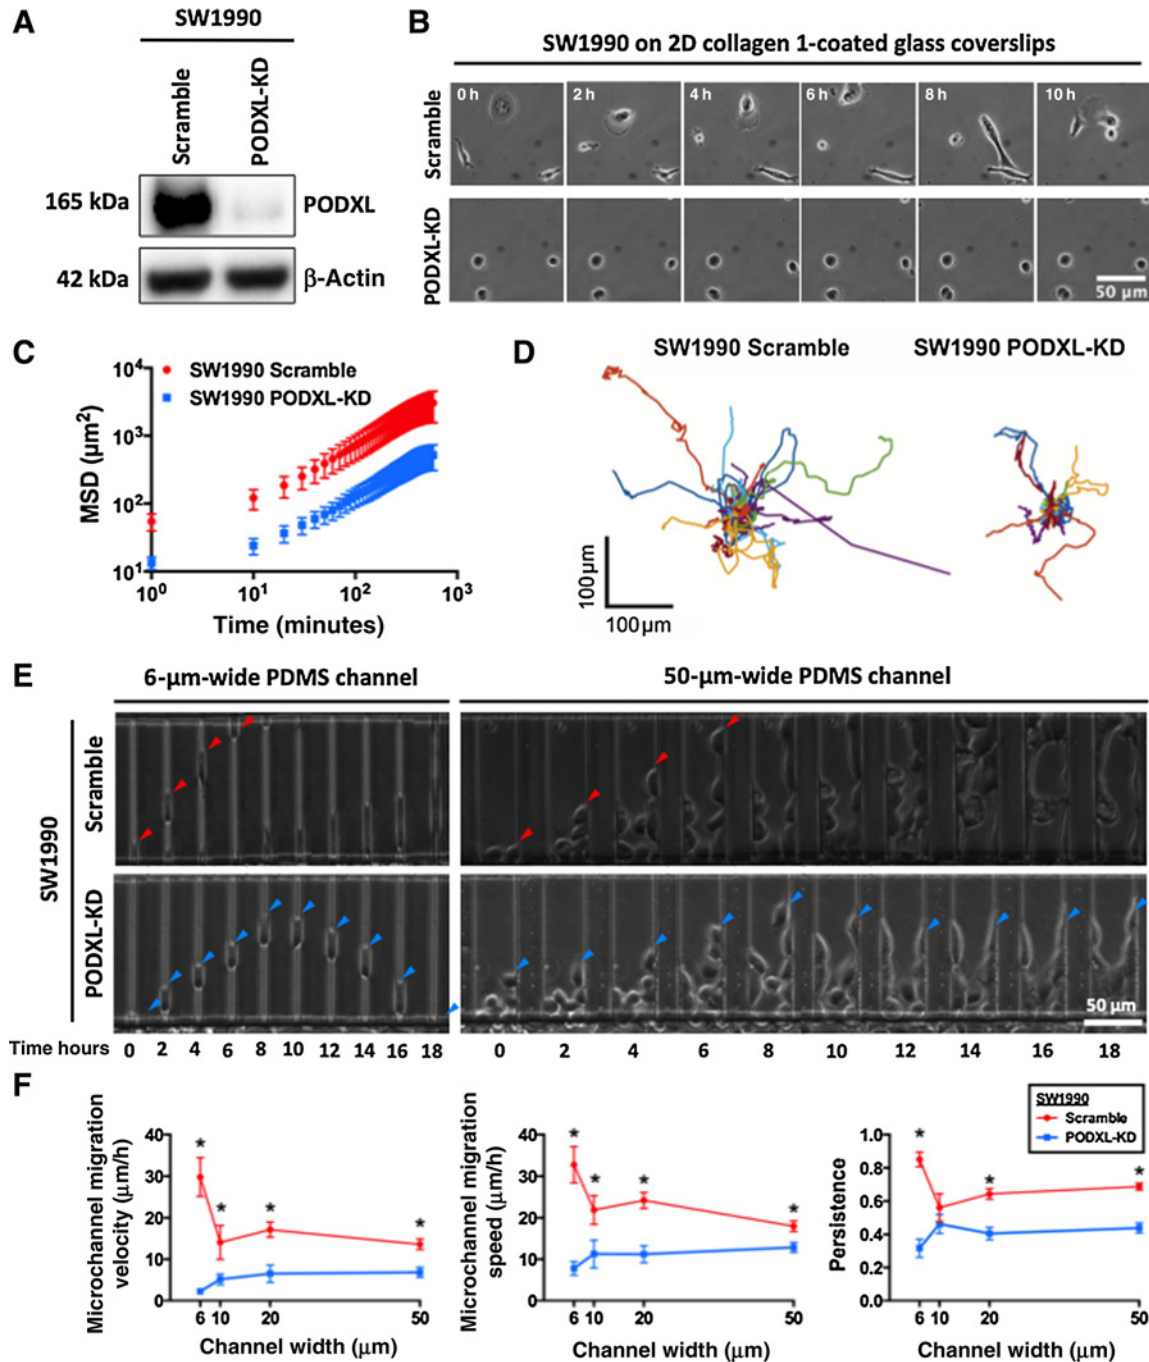 A
SW1990
Scramble
PODXL-KD
165 kDa
PODXL
42 kDa
β-Actin
B
SW1990 on 2D collagen 1-coated glass coverslips
Scramble
0 h
2 h
4 h
6 h
8 h
10 h
PODXL-KD
50 μm
C
SW1990 Scramble
SW1990 PODXL-KD
MSD (μm²)
10⁴
10³
10²
10¹
10⁰ 10¹ 10² 10³
Time (minutes)
D
SW1990 Scramble
SW1990 PODXL-KD
100μm
100μm
E
6-μm-wide PDMS channel
50-μm-wide PDMS channel
SW1990
Scramble
PODXL-KD
50 μm
Time hours 0 2 4 6 8 10 12 14 16 18
0 2 4 6 8 10 12 14 16 18
F
SW1990
Scramble
PODXL-KD
Microchannel migration
velocity (μm/h)
40
30
20
10
0
* * * *
6 10 20 50
Channel width (μm)
Microchannel migration
speed (μm/h)
40
30
20
10
0
* * * *
6 10 20 50
Channel width (μm)
Persistence
1.0
0.8
0.6
0.4
0.2
0.0
* * *
6 10 20 50
Channel width (μm)